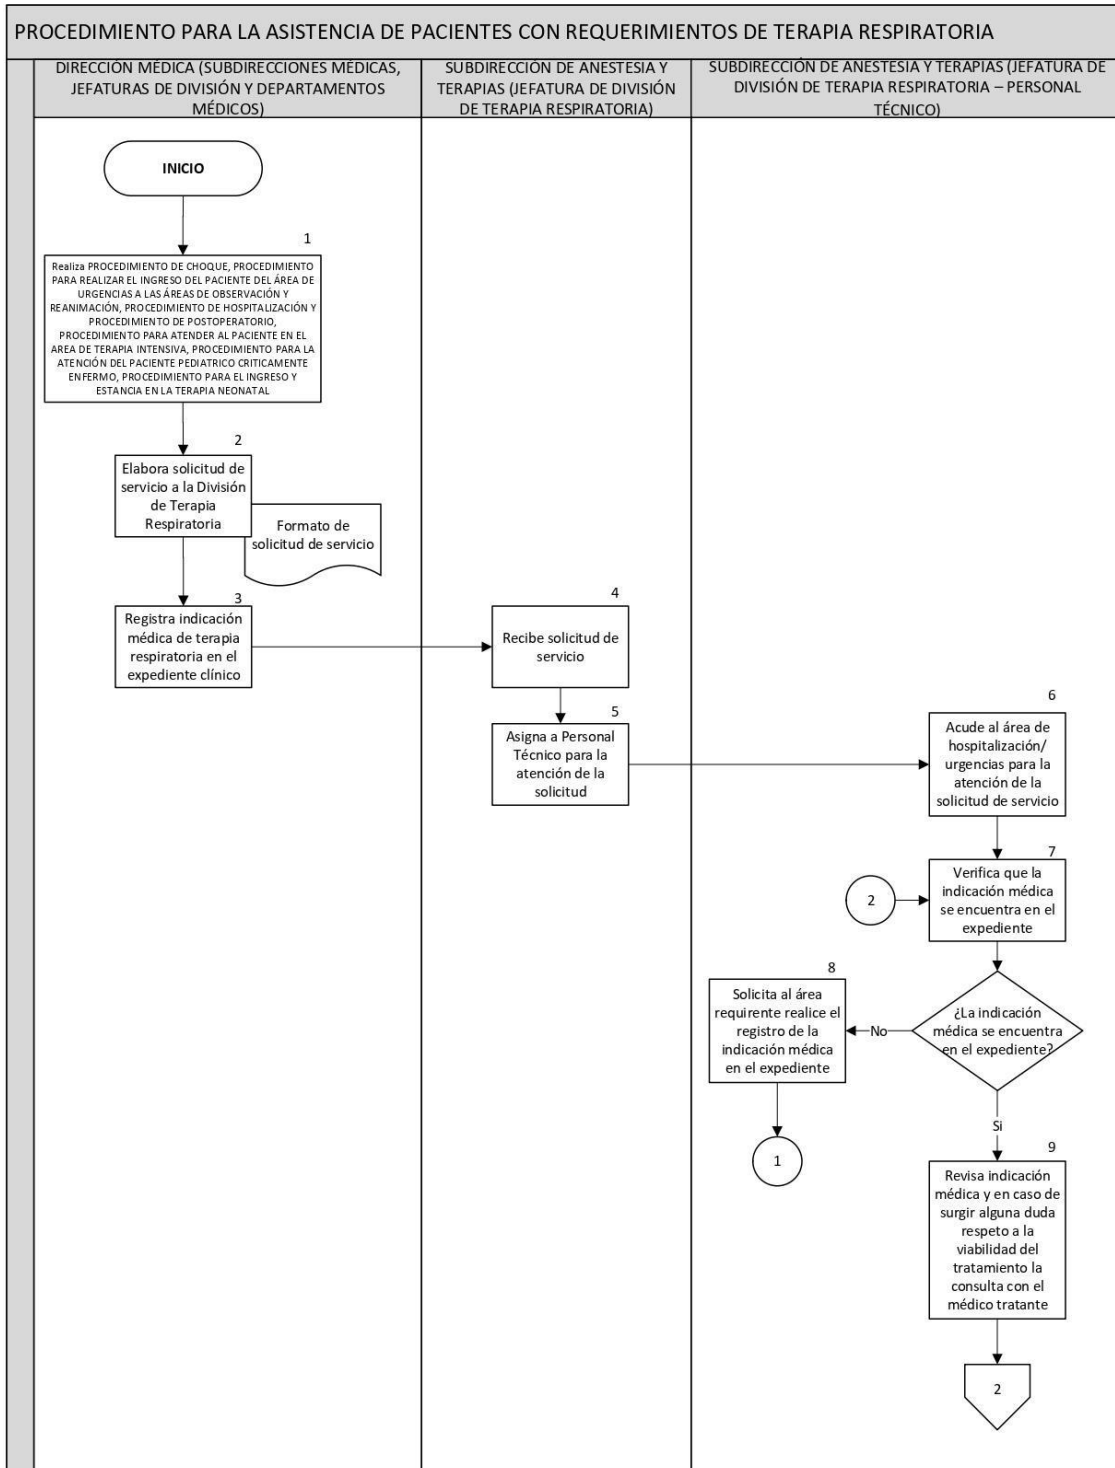 PROCEDIMIENTO PARA LA ASISTENCIA DE PACIENTES CON REQUERIMIENTOS DE TERAPIA RESPIRATORIA
DIRECCIÓN MÉDICA (SUBDIRECCIONES MÉDICAS,
JEFATURAS DE DIVISIÓN Y DEPARTAMENTOS
MÉDICOS)
SUBDIRECCIÓN DE ANESTESIA Y
TERAPIAS (JEFATURA DE DIVISIÓN
DE TERAPIA RESPIRATORIA)
SUBDIRECCIÓN DE ANESTESIA Y TERAPIAS (JEFATURA DE
DIVISIÓN DE TERAPIA RESPIRATORIA – PERSONAL
TÉCNICO)
INICIO
1
Realiza PROCEDIMIENTO DE CHOQUE, PROCEDIMIENTO
PARA REALIZAR EL INGRESO DEL PACIENTE DEL ÁREA DE
URGENCIAS A LAS ÁREAS DE OBSERVACIÓN Y
REANIMACIÓN, PROCEDIMIENTO DE HOSPITALIZACIÓN Y
PROCEDIMIENTO DE POSTOPERATORIO,
PROCEDIMIENTO PARA ATENDER AL PACIENTE EN EL
AREA DE TERAPIA INTENSIVA, PROCEDIMIENTO PARA LA
ATENCIÓN DEL PACIENTE PEDIATRICO CRITICAMENTE
ENFERMO, PROCEDIMIENTO PARA EL INGRESO Y
ESTANCIA EN LA TERAPIA NEONATAL
2
Elabora solicitud de
servicio a la División
de Terapia
Respiratoria
Formato de
solicitud de servicio
3
Registra indicación
médica de terapia
respiratoria en el
expediente clínico
4
Recibe solicitud de
servicio
5
Asigna a Personal
Técnico para la
atención de la
solicitud
6
Acude al área de
hospitalización/
urgencias para la
atención de la
solicitud de servicio
7
Verifica que la
indicación médica
se encuentra en el
expediente
2
¿La indicación
médica se encuentra
en el expediente?
No
8
Solicita al área
requirente realice el
registro de la
indicación médica
en el expediente
1
Si
9
Revisa indicación
médica y en caso de
surgir alguna duda
respeto a la
viabilidad del
tratamiento la
consulta con el
médico tratante
2